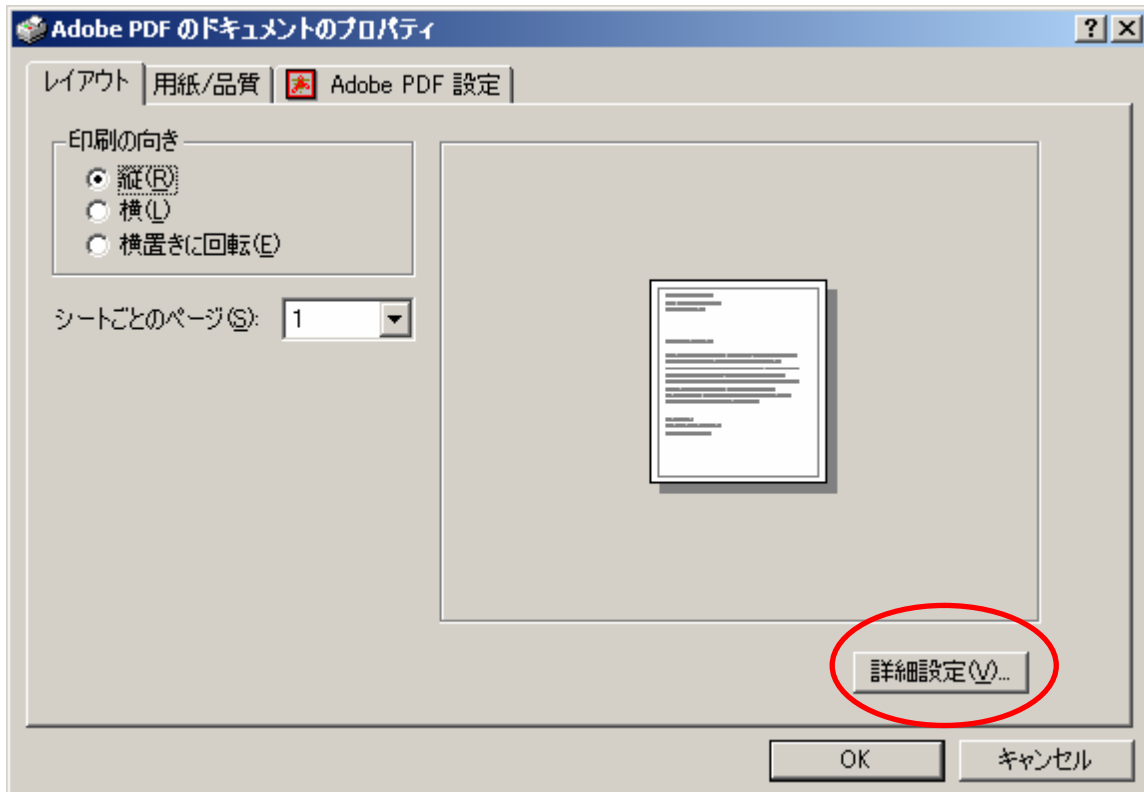 Adobe PDF のドキュメントのプロパティ
レイアウト 用紙/品質 Adobe PDF 設定
印刷の向き
縦(R)
横(L)
横置きに回転(E)
シートごとのページ(S): 1
詳細設定(V)...
OK キャンセル